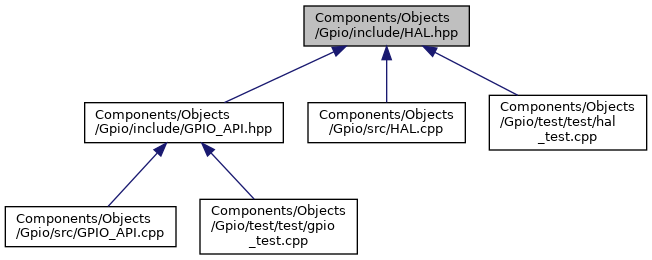 Components/Objects
/Gpio/include/HAL.hpp
Components/Objects
/Gpio/include/GPIO_API.hpp
Components/Objects
/Gpio/src/HAL.cpp
Components/Objects
/Gpio/test/test/hal
_test.cpp
Components/Objects
/Gpio/src/GPIO_API.cpp
Components/Objects
/Gpio/test/test/gpio
_test.cpp